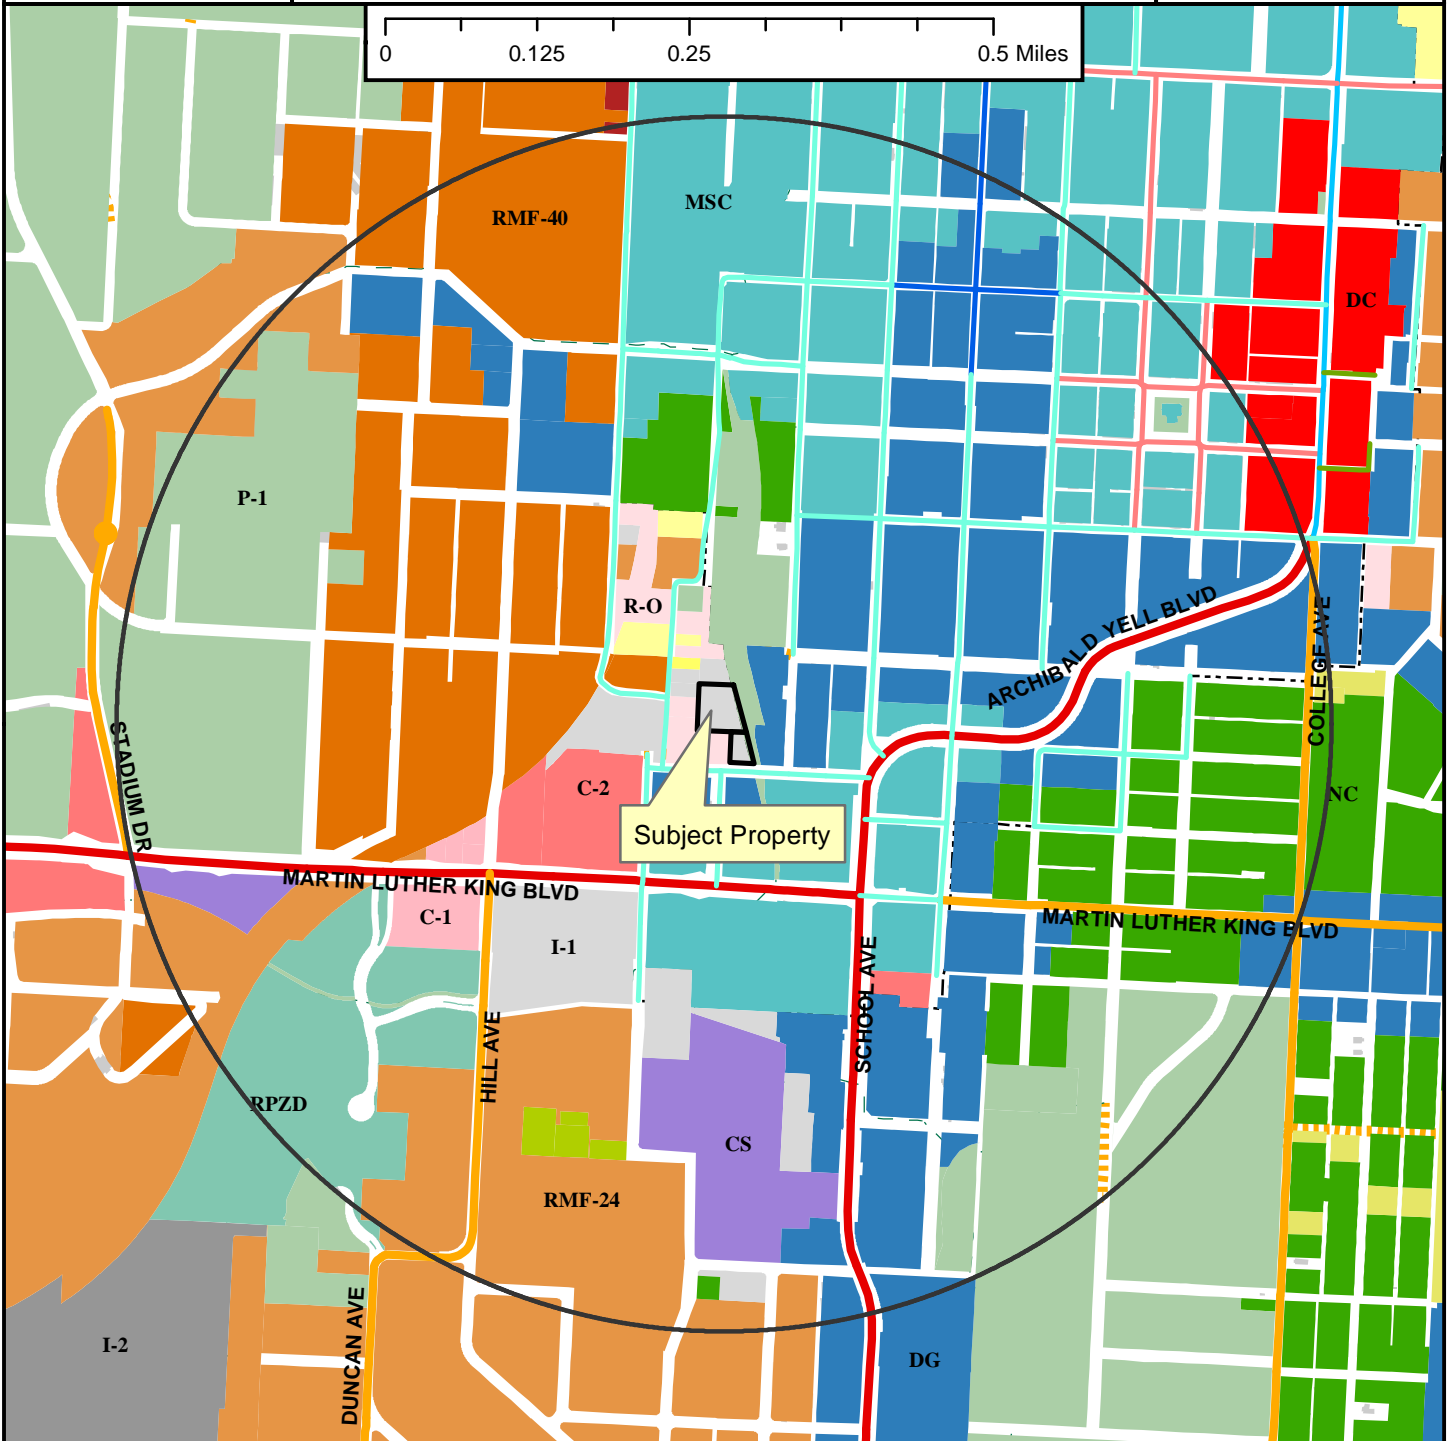 0 0.125 0.25 0.5 Miles
RMF-40
MSC
DC
P-1
R-O
ARCHIBALD YELL BLVD
COLLEGE AVE
STADIUM DR
C-2
NC
Subject Property
MARTIN LUTHER KING BLVD
C-1
MARTIN LUTHER KING BLVD
I-1
SCHOOL AVE
HILL AVE
RPZD
CS
RMF-24
DUNCAN AVE
I-2
DG